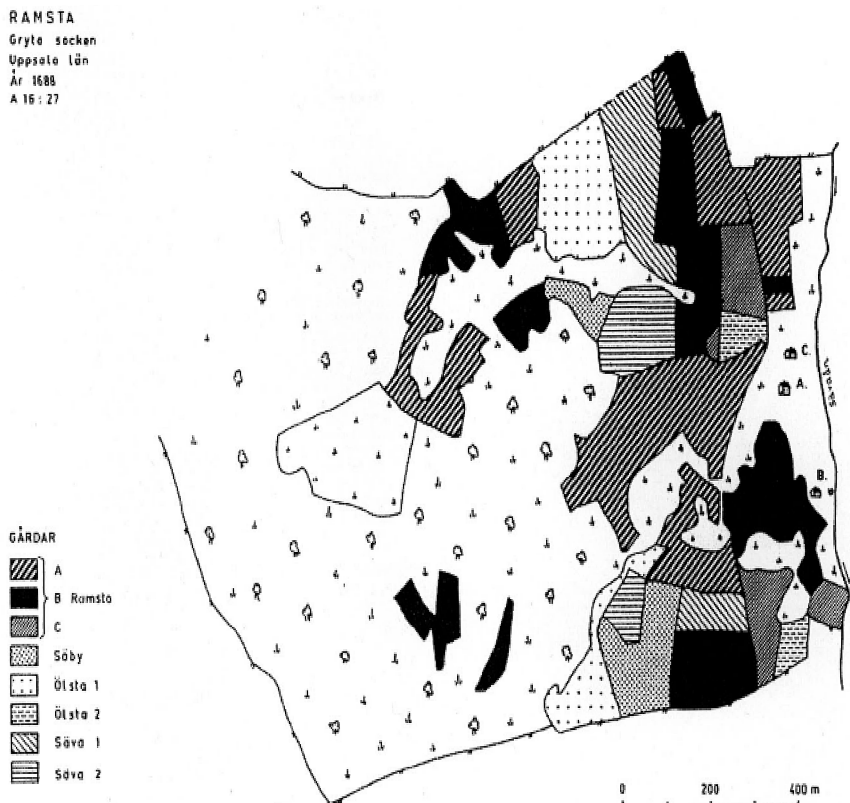 RAMSTA
Gryta socken
Uppsala län
År 1688
A 16:27
C.
A.
B.
GÅRDAR
A
B Ramsta
C
Säby
Ölsta 1
Ölsta 2
Säva 1
Säva 2
0 200 400 m